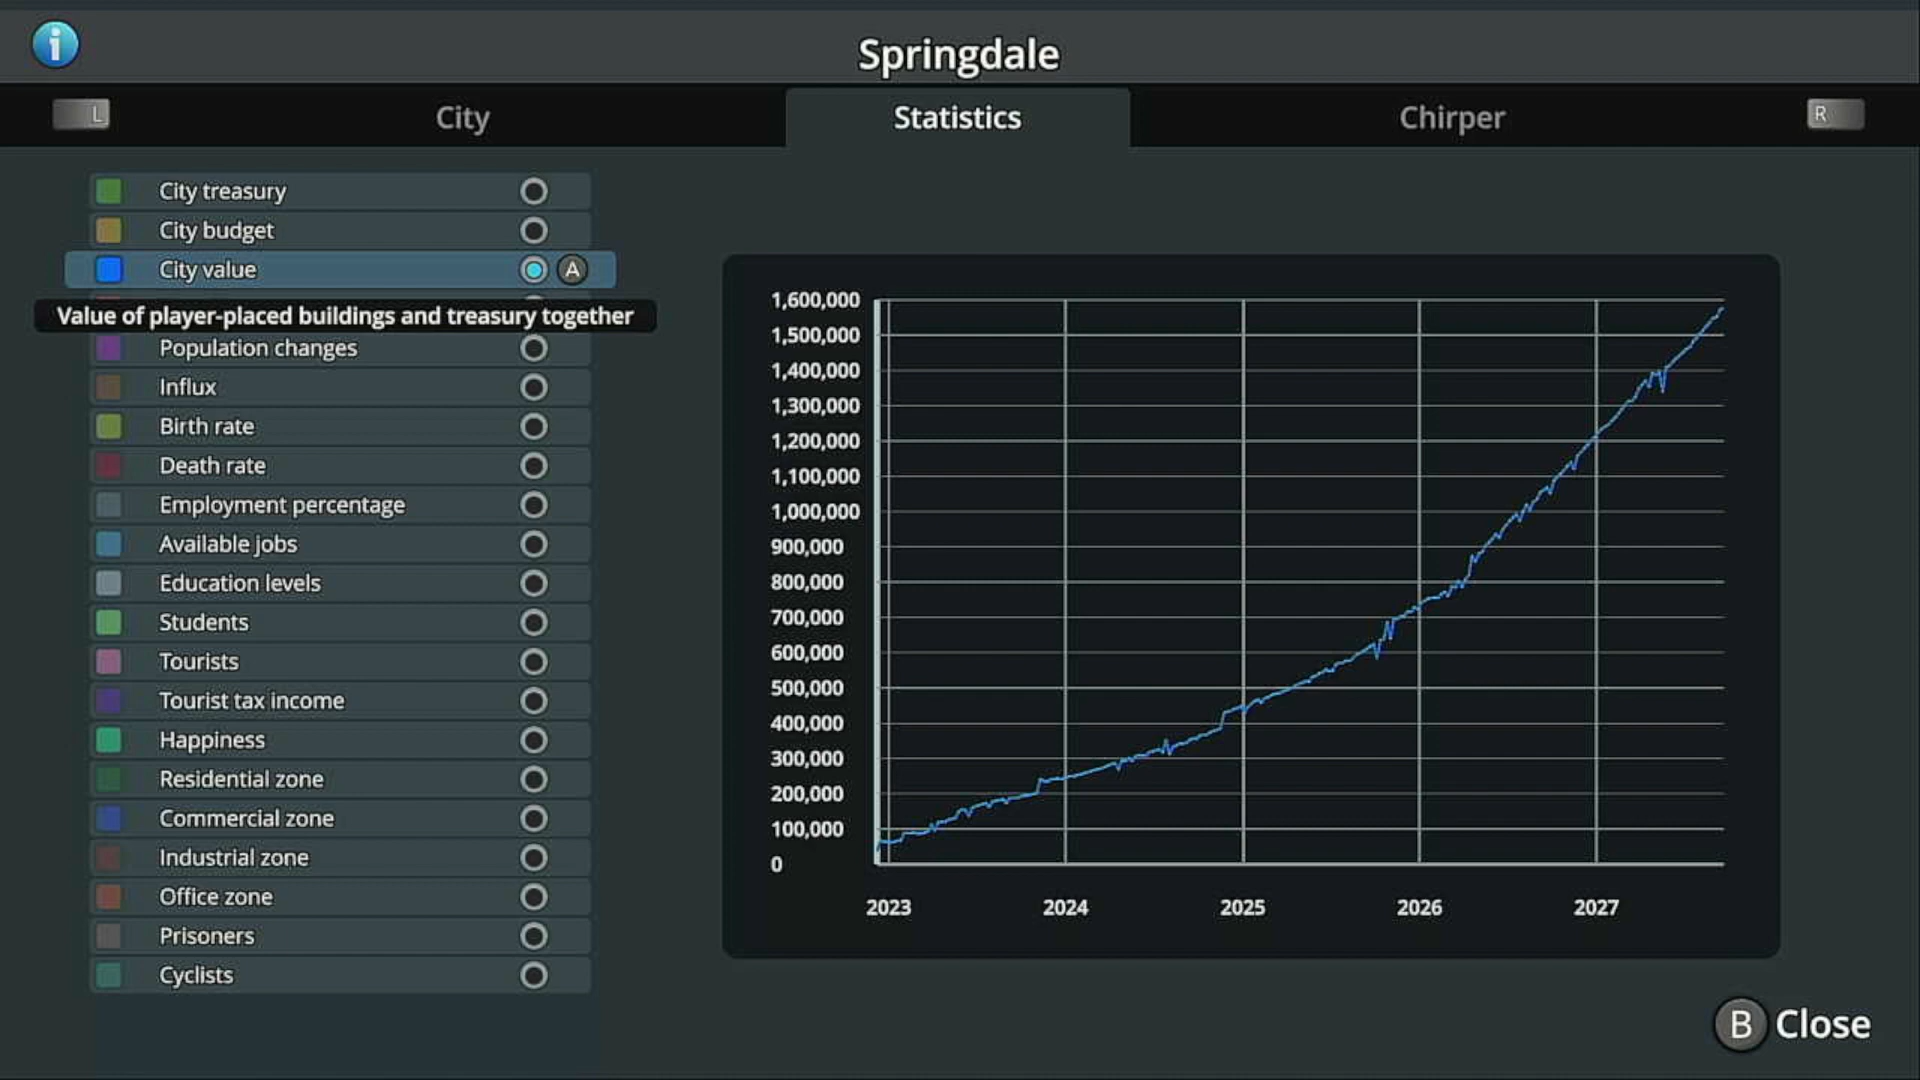 i
Springdale
L
City
Statistics
Chirper
R
City treasury
City budget
City value
A
Value of player-placed buildings and treasury together
Population changes
Influx
Birth rate
Death rate
Employment percentage
Available jobs
Education levels
Students
Tourists
Tourist tax income
Happiness
Residential zone
Commercial zone
Industrial zone
Office zone
Prisoners
Cyclists
1,600,000
1,500,000
1,400,000
1,300,000
1,200,000
1,100,000
1,000,000
900,000
800,000
700,000
600,000
500,000
400,000
300,000
200,000
100,000
0
2023 2024 2025 2026 2027
B Close